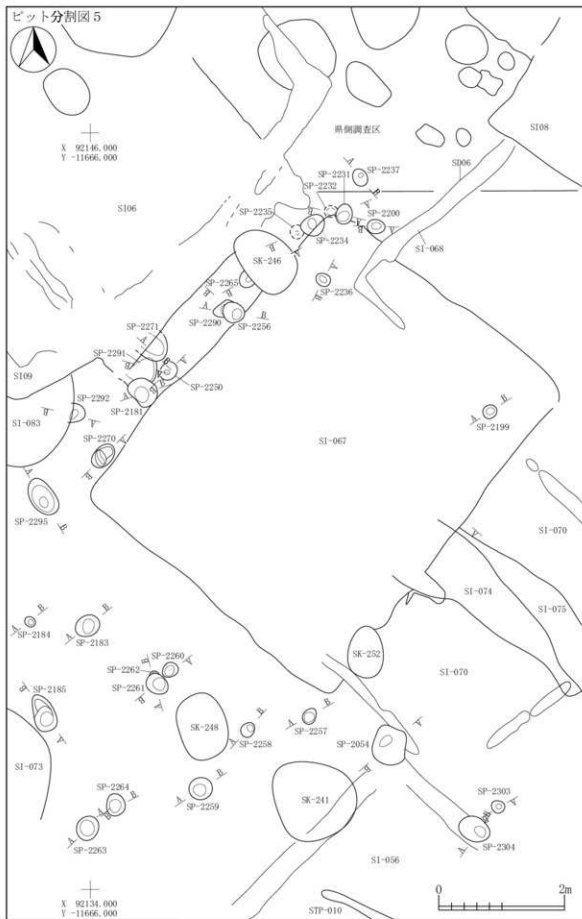 ピット分割図5
X 92146.000
Y -11666.000
県側調査区
SI08
SD06
SP-2237
SP-2231
SP-2232
SP-2235
SP-2200
SP-2234
SI06
SI-068
SK-246
SP-2236
SP-2265
SP-2290
SP-2256
SP-2271
SP-2291
SP-2250
SI09
SP-2292
SI-083
SP-2181
SP-2199
SP-2270
SI-067
SP-2295
SI-070
SI-074
SI-075
SP-2184
SP-2183
SK-252
SP-2260
SP-2262
SP-2261
SI-070
SP-2185
SK-248
SP-2257
SP-2258
SP-2054
SI-073
SP-2264
SP-2259
SK-241
SP-2303
SP-2263
SP-2304
SI-056
X 92134.000
Y -11666.000
STP-010
0 2m